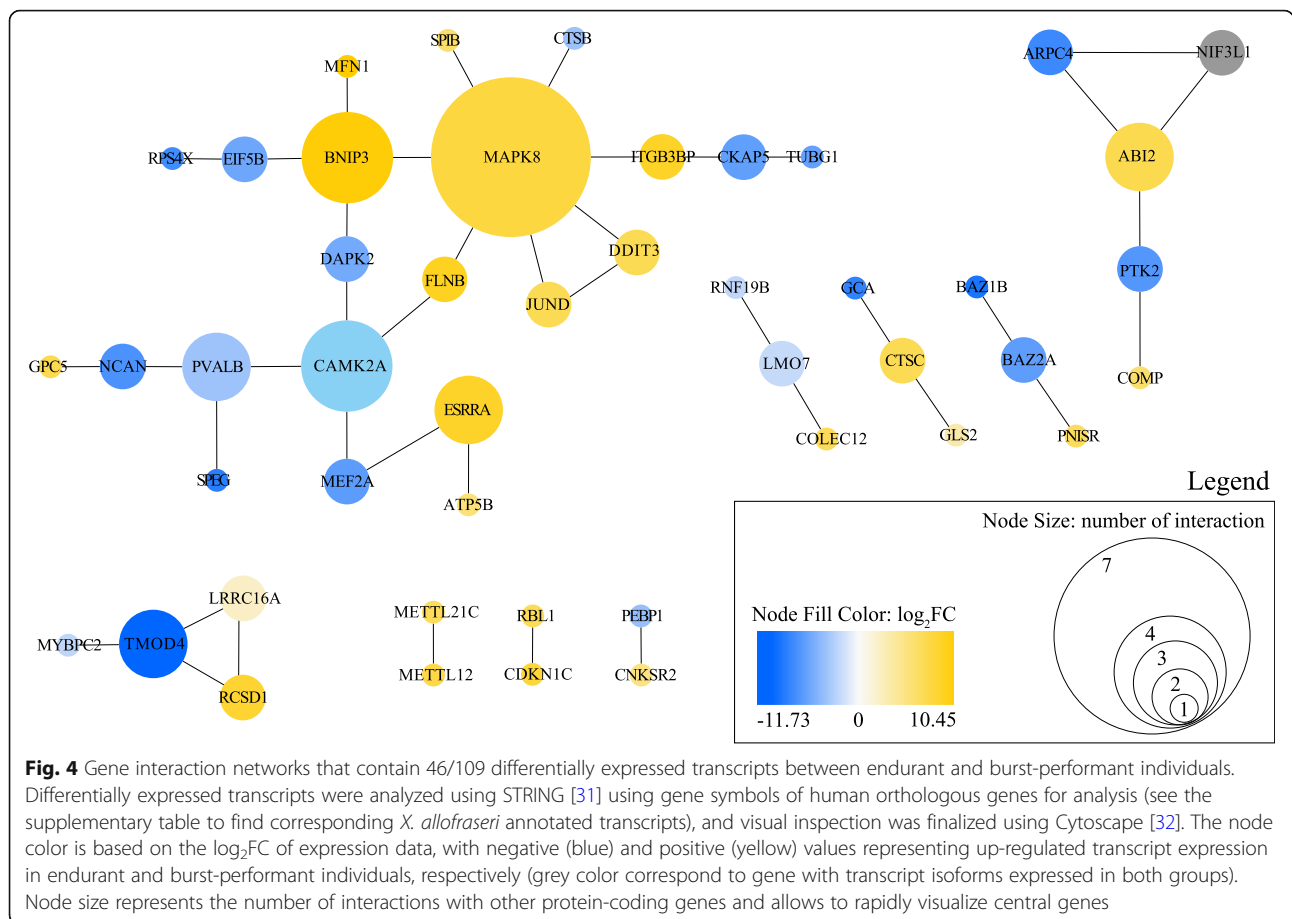 SPIB
CTSB
MFN1
ARPC4
NIF3L1
RPS4X
EIF5B
BNIP3
MAPK8
ITGB3BP
CKAP5
TUBG1
ABI2
DAPK2
FLNB
DDIT3
JUND
PTK2
RNF19B
GCA
BAZ1B
GPC5
NCAN
PVALB
CAMK2A
LMO7
CTSC
BAZ2A
COMP
ESRRA
COLEC12
GLS2
PNISR
SPEG
MEF2A
ATP5B
Legend
Node Size: number of interaction
7
4
3
2
1
Node Fill Color: log₂FC
-11.73 0 10.45
LRRC16A
MYBPC2
TMOD4
RCSD1
METTL21C
RBL1
PEBP1
METTL12
CDKN1C
CNKSR2
Fig. 4 Gene interaction networks that contain 46/109 differentially expressed transcripts between endurant and burst-performant individuals.
Differentially expressed transcripts were analyzed using STRING [31] using gene symbols of human orthologous genes for analysis (see the
supplementary table to find corresponding X. allofraseri annotated transcripts), and visual inspection was finalized using Cytoscape [32]. The node
color is based on the log₂FC of expression data, with negative (blue) and positive (yellow) values representing up-regulated transcript expression
in endurant and burst-performant individuals, respectively (grey color correspond to gene with transcript isoforms expressed in both groups).
Node size represents the number of interactions with other protein-coding genes and allows to rapidly visualize central genes